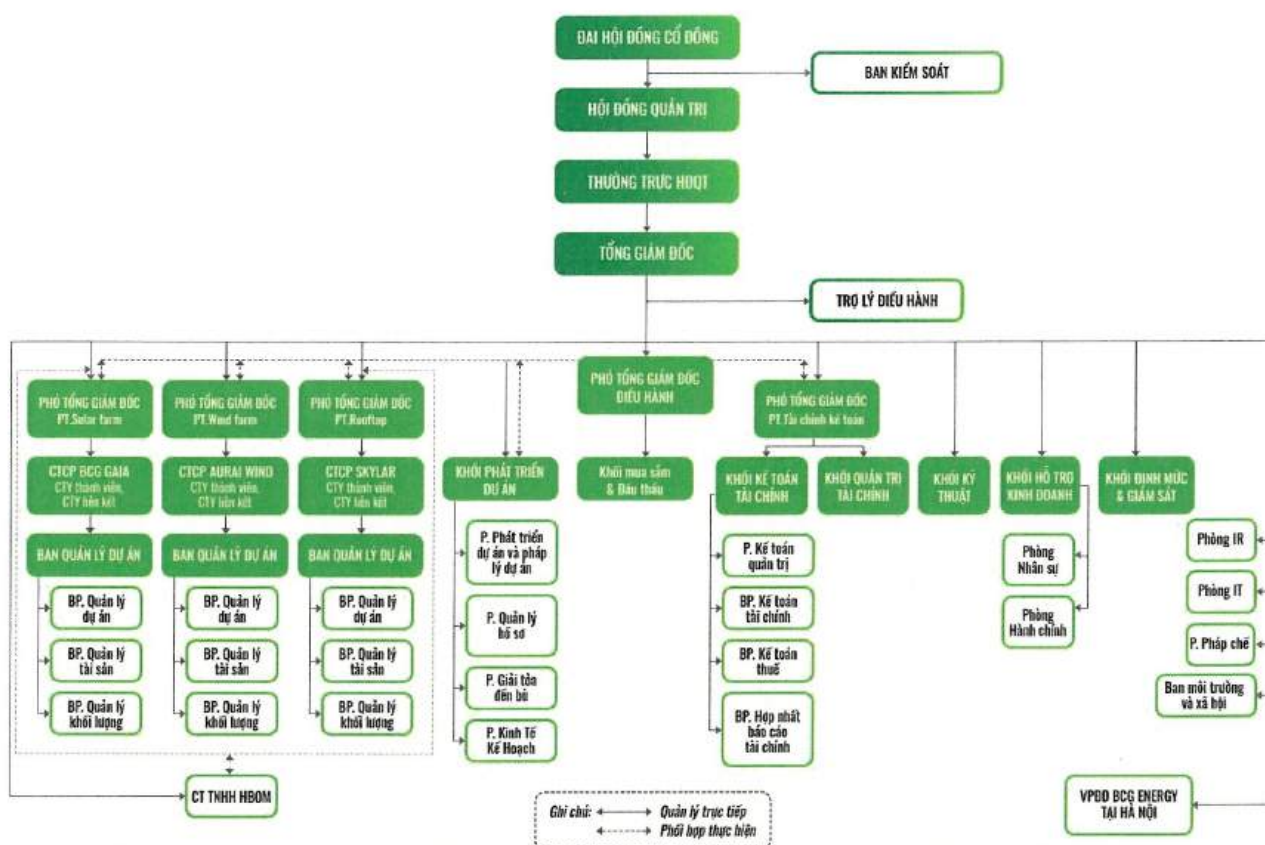 ĐẠI HỘI ĐỒNG CỔ ĐÔNG
BAN KIỂM SOÁT
HỘI ĐỒNG QUẢN TRỊ
THƯỜNG TRỰC HĐQT
TỔNG GIÁM ĐỐC
TRỢ LÝ ĐIỀU HÀNH
PHÓ TỔNG GIÁM ĐỐC
PT.Solar farm
PHÓ TỔNG GIÁM ĐỐC
PT.Wind farm
PHÓ TỔNG GIÁM ĐỐC
PT.Rooftop
PHÓ TỔNG GIÁM ĐỐC
ĐIỀU HÀNH
PHÓ TỔNG GIÁM ĐỐC
PT.Tài chính kế toán
CTCP BCG GAIA
CTY thành viên,
CTY liên kết
CTCP AURAI WIND
CTY thành viên,
CTY liên kết
CTCP SKYLAR
CTY thành viên,
CTY liên kết
KHỐI PHÁT TRIỂN
DỰ ÁN
Khối mua sắm
& Đấu thầu
KHỐI KẾ TOÁN
TÀI CHÍNH
KHỐI QUẢN TRỊ
TÀI CHÍNH
KHỐI KỸ
THUẬT
KHỐI HỖ TRỢ
KINH DOANH
KHỐI ĐỊNH MỨC
& GIÁM SÁT
BAN QUẢN LÝ DỰ ÁN
BAN QUẢN LÝ DỰ ÁN
BAN QUẢN LÝ DỰ ÁN
BP. Quản lý
dự án
BP. Quản lý
tài sản
BP. Quản lý
khối lượng
BP. Quản lý
dự án
BP. Quản lý
tài sản
BP. Quản lý
khối lượng
BP. Quản lý
dự án
BP. Quản lý
tài sản
BP. Quản lý
khối lượng
P. Phát triển
dự án và pháp
lý dự án
P. Quản lý
hồ sơ
P. Giải tỏa
đền bù
P. Kinh Tế
Kế Hoạch
P. Kế toán
quản trị
BP. Kế toán
tài chính
BP. Kế toán
thuế
BP. Hợp nhất
báo cáo
tài chính
Phòng
Nhân sự
Phòng
Hành chính
Phòng IR
Phòng IT
P. Pháp chế
Ban môi trường
và xã hội
CT TNHH HBOM
VPĐD BCG ENERGY
TẠI HÀ NỘI
Ghi chú: Quản lý trực tiếp
Phối hợp thực hiện